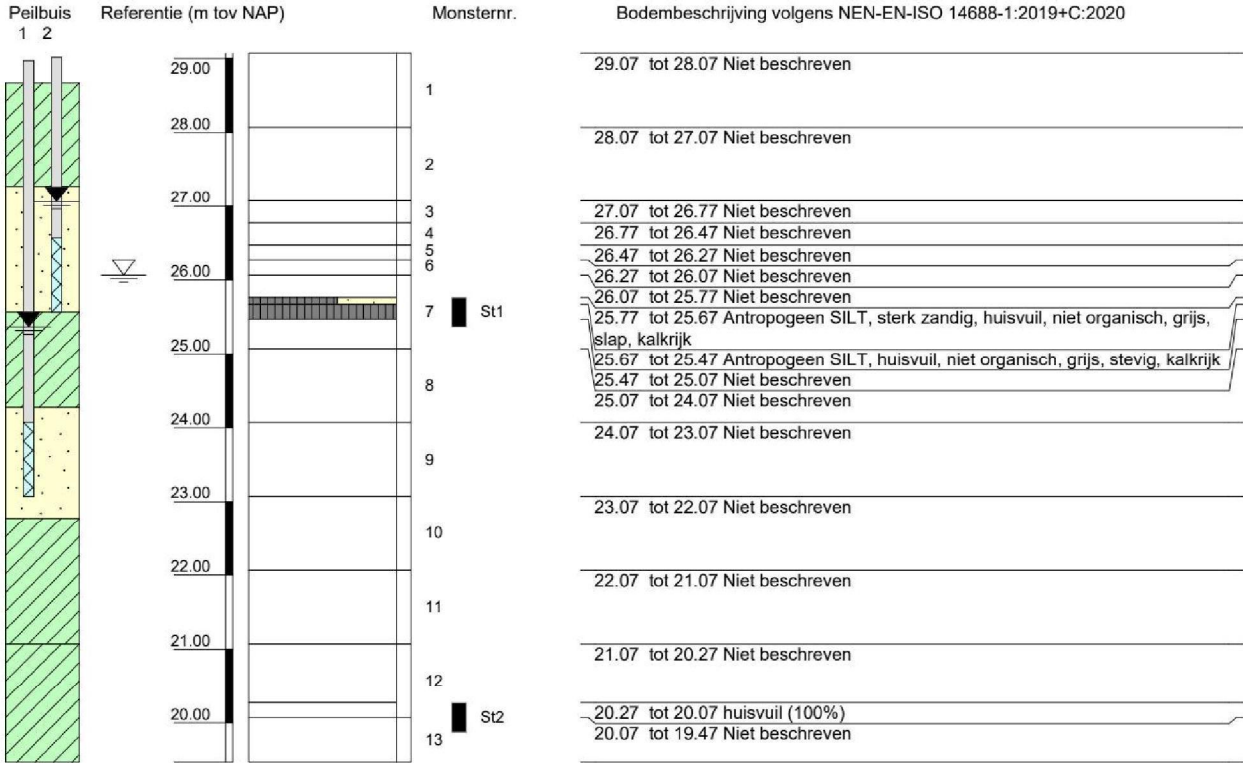 Peilbuis Referentie (m tov NAP) Monsternr. Bodembeschrijving volgens NEN-EN-ISO 14688-1:2019+C:2020
1 2
29.00 29.07 tot 28.07 Niet beschreven
1
28.00 28.07 tot 27.07 Niet beschreven
2
27.00
3 27.07 tot 26.77 Niet beschreven
4 26.77 tot 26.47 Niet beschreven
5 26.47 tot 26.27 Niet beschreven
6
26.00 26.27 tot 26.07 Niet beschreven
26.07 tot 25.77 Niet beschreven
7 St1 25.77 tot 25.67 Antropogeen SILT, sterk zandig, huisvuil, niet organisch, grijs,
slap, kalkrijk
25.00 25.67 tot 25.47 Antropogeen SILT, huisvuil, niet organisch, grijs, stevig, kalkrijk
8 25.47 tot 25.07 Niet beschreven
25.07 tot 24.07 Niet beschreven
24.00 24.07 tot 23.07 Niet beschreven
9
23.00 23.07 tot 22.07 Niet beschreven
10
22.00 22.07 tot 21.07 Niet beschreven
11
21.00 21.07 tot 20.27 Niet beschreven
12
20.00 St2 20.27 tot 20.07 huisvuil (100%)
13 20.07 tot 19.47 Niet beschreven